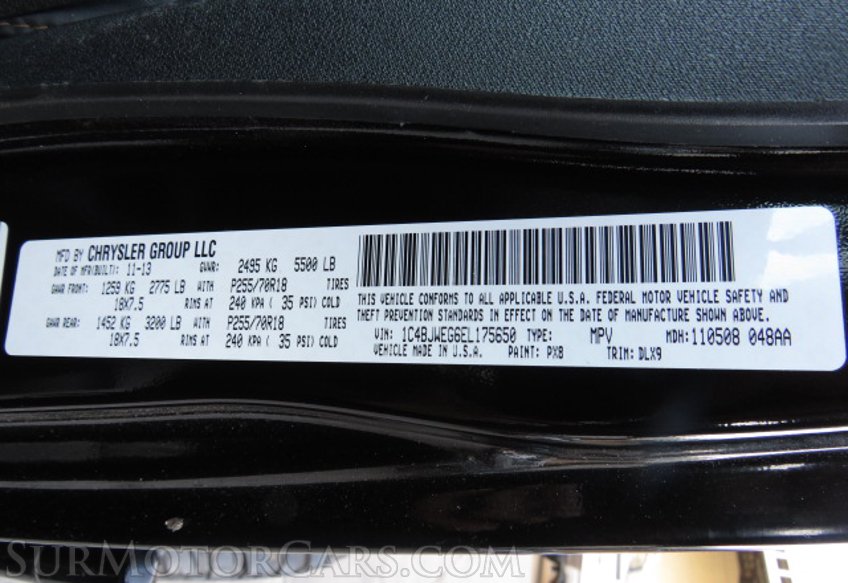 MFD BY CHRYSLER GROUP LLC
DATE OF MFR(BUILT): 11-13 GVWR: 2495 KG 5500 LB
GAWR FRONT: 1259 KG 2775 LB WITH P255/70R18 TIRES
18X7.5 RIMS AT 240 KPA ( 35 PSI) COLD
GAWR REAR: 1452 KG 3200 LB WITH P255/70R18 TIRES
18X7.5 RIMS AT 240 KPA ( 35 PSI) COLD
THIS VEHICLE CONFORMS TO ALL APPLICABLE U.S.A. FEDERAL MOTOR VEHICLE SAFETY AND
THEFT PREVENTION STANDARDS IN EFFECT ON THE DATE OF MANUFACTURE SHOWN ABOVE.
VIN: 1C4BJWEG6EL175650 TYPE: MPV MDH: 110508 048AA
VEHICLE MADE IN U.S.A. PAINT: PX8 TRIM: DLX9
SURMOTORCARS.COM